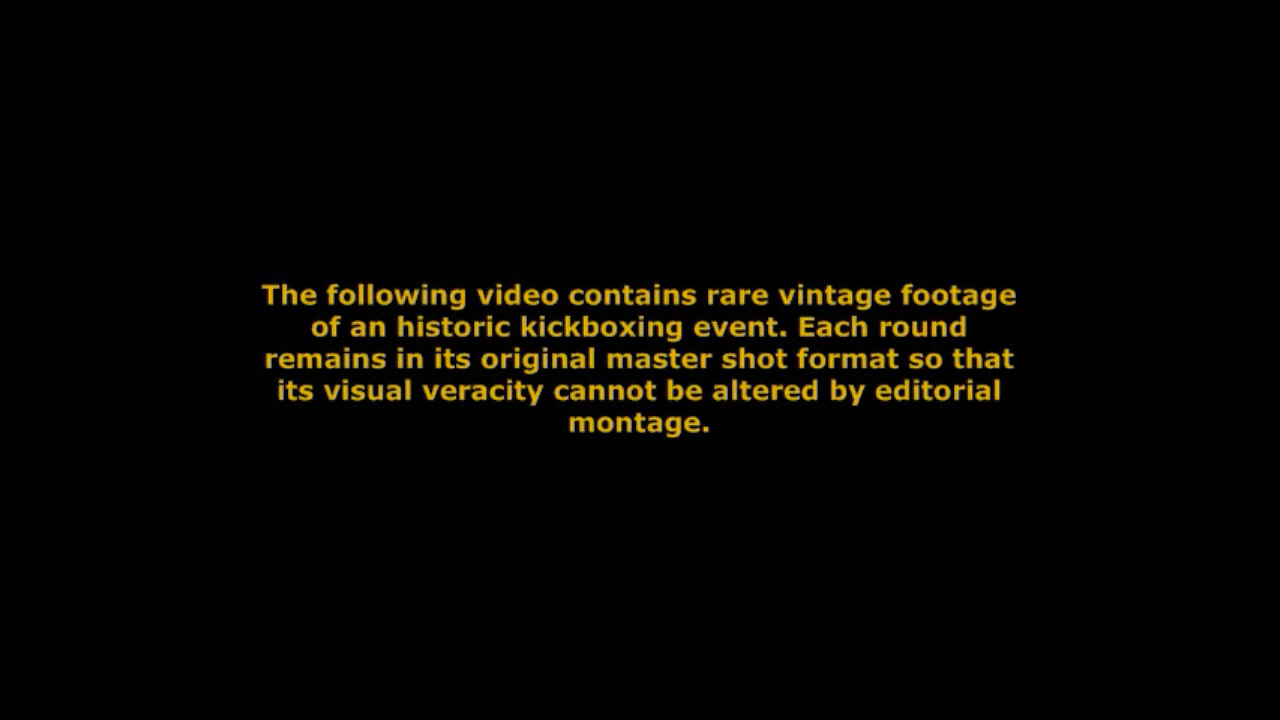 The following video contains rare vintage footage
of an historic kickboxing event. Each round
remains in its original master shot format so that
its visual veracity cannot be altered by editorial
montage.